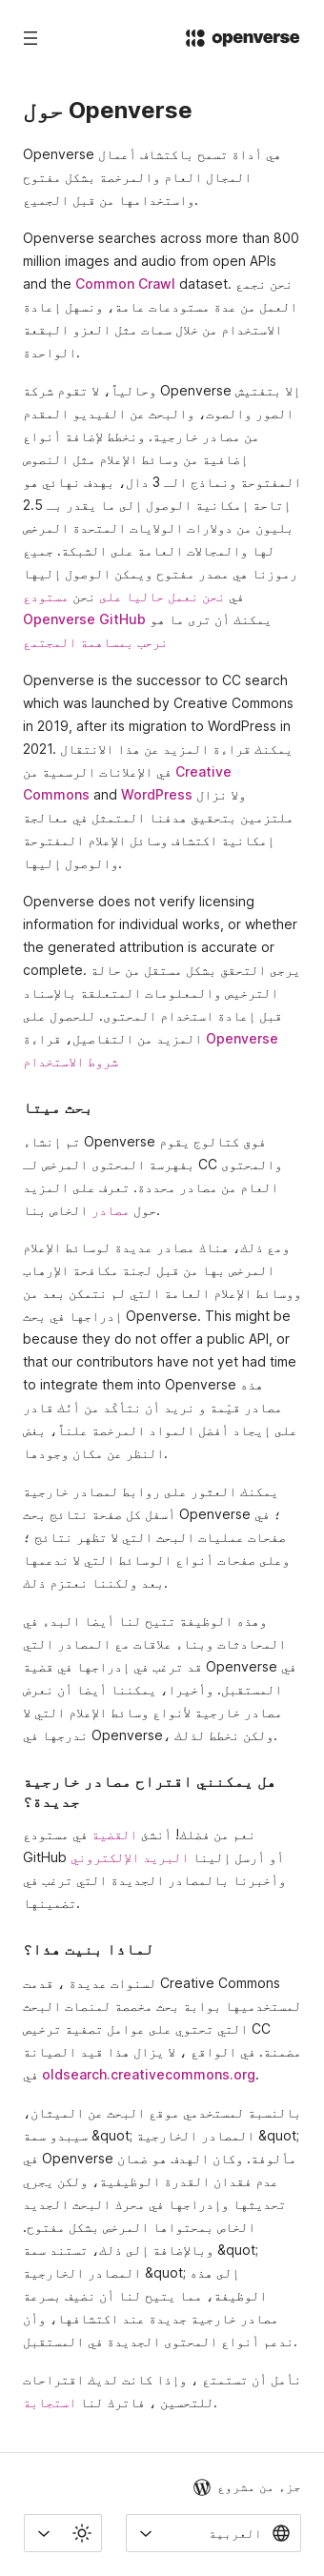 openverse
حول Openverse
Openverse هي أداة تسمح باكتشاف أعمال
المجال العام والمرخصة بشكل مفتوح
واستخدامها من قبل الجميع.
Openverse searches across more than 800
million images and audio from open APIs
and the Common Crawl dataset. نحن نجمع
العمل من عدة مستودعات عامة، ونسهل إعادة
الاستخدام من خلال سمات مثل العزو البقعة
الواحدة.
وحالياً، لا تقوم شركة Openverse إلا بتفتيش
الصور والصوت، والبحث عن الفيديو المقدم
من مصادر خارجية. ونخطط لإضافة أنواع
إضافية من وسائط الإعلام مثل النصوص
المفتوحة ونماذج الـ 3 دال، بهدف نهائي هو
إتاحة إمكانية الوصول إلى ما يقدر بـ 2.5
بليون من دولارات الولايات المتحدة المرخص
لها والمجالات العامة على الشبكة. جميع
رموزنا هي مصدر مفتوح ويمكن الوصول إليها
في نحن نعمل حاليا على نحن مستودع
Openverse GitHub يمكنك أن ترى ما هو
نرحب بمساهمة المجتمع
Openverse is the successor to CC search
which was launched by Creative Commons
in 2019, after its migration to WordPress in
2021. يمكنك قراءة المزيد عن هذا الانتقال
في الإعلانات الرسمية من Creative
Commons and WordPress ولا نزال
ملتزمين بتحقيق هدفنا المتمثل في معالجة
إمكانية اكتشاف وسائل الإعلام المفتوحة
والوصول إليها.
Openverse does not verify licensing
information for individual works, or whether
the generated attribution is accurate or
complete. يرجى التحقق بشكل مستقل من حالة
الترخيص والمعلومات المتعلقة بالإسناد
قبل إعادة استخدام المحتوى. للحصول على
المزيد من التفاصيل، قراءة Openverse
شروط الاستخدام
بحث ميتا
تم إنشاء Openverse فوق كتالوج يقوم
بفهرسة المحتوى المرخص لـ CC والمحتوى
العام من مصادر محددة. تعرف على المزيد
حول مصادر الخاص بنا.
ومع ذلك، هناك مصادر عديدة لوسائط الإعلام
المرخص بها من قبل لجنة مكافحة الإرهاب
ووسائط الإعلام العامة التي لم نتمكن بعد من
إدراجها في بحث Openverse. This might be
because they do not offer a public API, or
that our contributors have not yet had time
to integrate them into Openverse هذه
مصادر قيّمة و نريد أن نتأكّد من أنّك قادر
على إيجاد أفضل المواد المرخصة علناً، بغض
النظر عن مكان وجودها.
يمكنك العثور على روابط لمصادر خارجية
أسفل كل صفحة نتائج بحث Openverse في ؛
صفحات عمليات البحث التي لا تظهر نتائج ؛
وعلى صفحات أنواع الوسائط التي لا ندعمها
بعد ولكننا نعتزم ذلك.
وهذه الوظيفة تتيح لنا أيضا البدء في
المحادثات وبناء علاقات مع المصادر التي
قد ترغب في إدراجها في قضية Openverse في
المستقبل. وأخيرا، يمكننا أيضا أن نعرض
مصادر خارجية لأنواع وسائط الإعلام التي لا
ندرجها في Openverse، ولكن نخطط لذلك.
هل يمكنني اقتراح مصادر خارجية
جديدة؟
نعم من فضلك! أنشئ القضية في مستودع
GitHub أو أرسل إلينا البريد الإلكتروني
وأخبرنا بالمصادر الجديدة التي ترغب في
تضمينها.
لماذا بنيت هذا؟
لسنوات عديدة ، قدمت Creative Commons
لمستخدميها بوابة بحث مخصصة لمنصات البحث
التي تحتوي على عوامل تصفية ترخيص CC
مضمنة. في الواقع ، لا يزال هذا قيد الصيانة
في oldsearch.creativecommons.org.
بالنسبة لمستخدمي موقع البحث عن الميثان،
سيبدو سمة &quot; المصادر الخارجية &quot;
في Openverse مألوفة. وكان الهدف هو ضمان
عدم فقدان القدرة الوظيفية، ولكن يجري
تحديثها وإدراجها في محرك البحث الجديد
الخاص بمحتواها المرخص بشكل مفتوح.
وبالإضافة إلى ذلك، تستند سمة &quot;
المصادر الخارجية &quot; إلى هذه
الوظيفة، مما يتيح لنا أن نضيف بسرعة
مصادر خارجية جديدة عند اكتشافها، وأن
ندعم أنواع المحتوى الجديدة في المستقبل.
نأمل أن تستمتع ، وإذا كانت لديك اقتراحات
للتحسين ، فاترك لنا استجابة.
جزء من مشروع
العربية